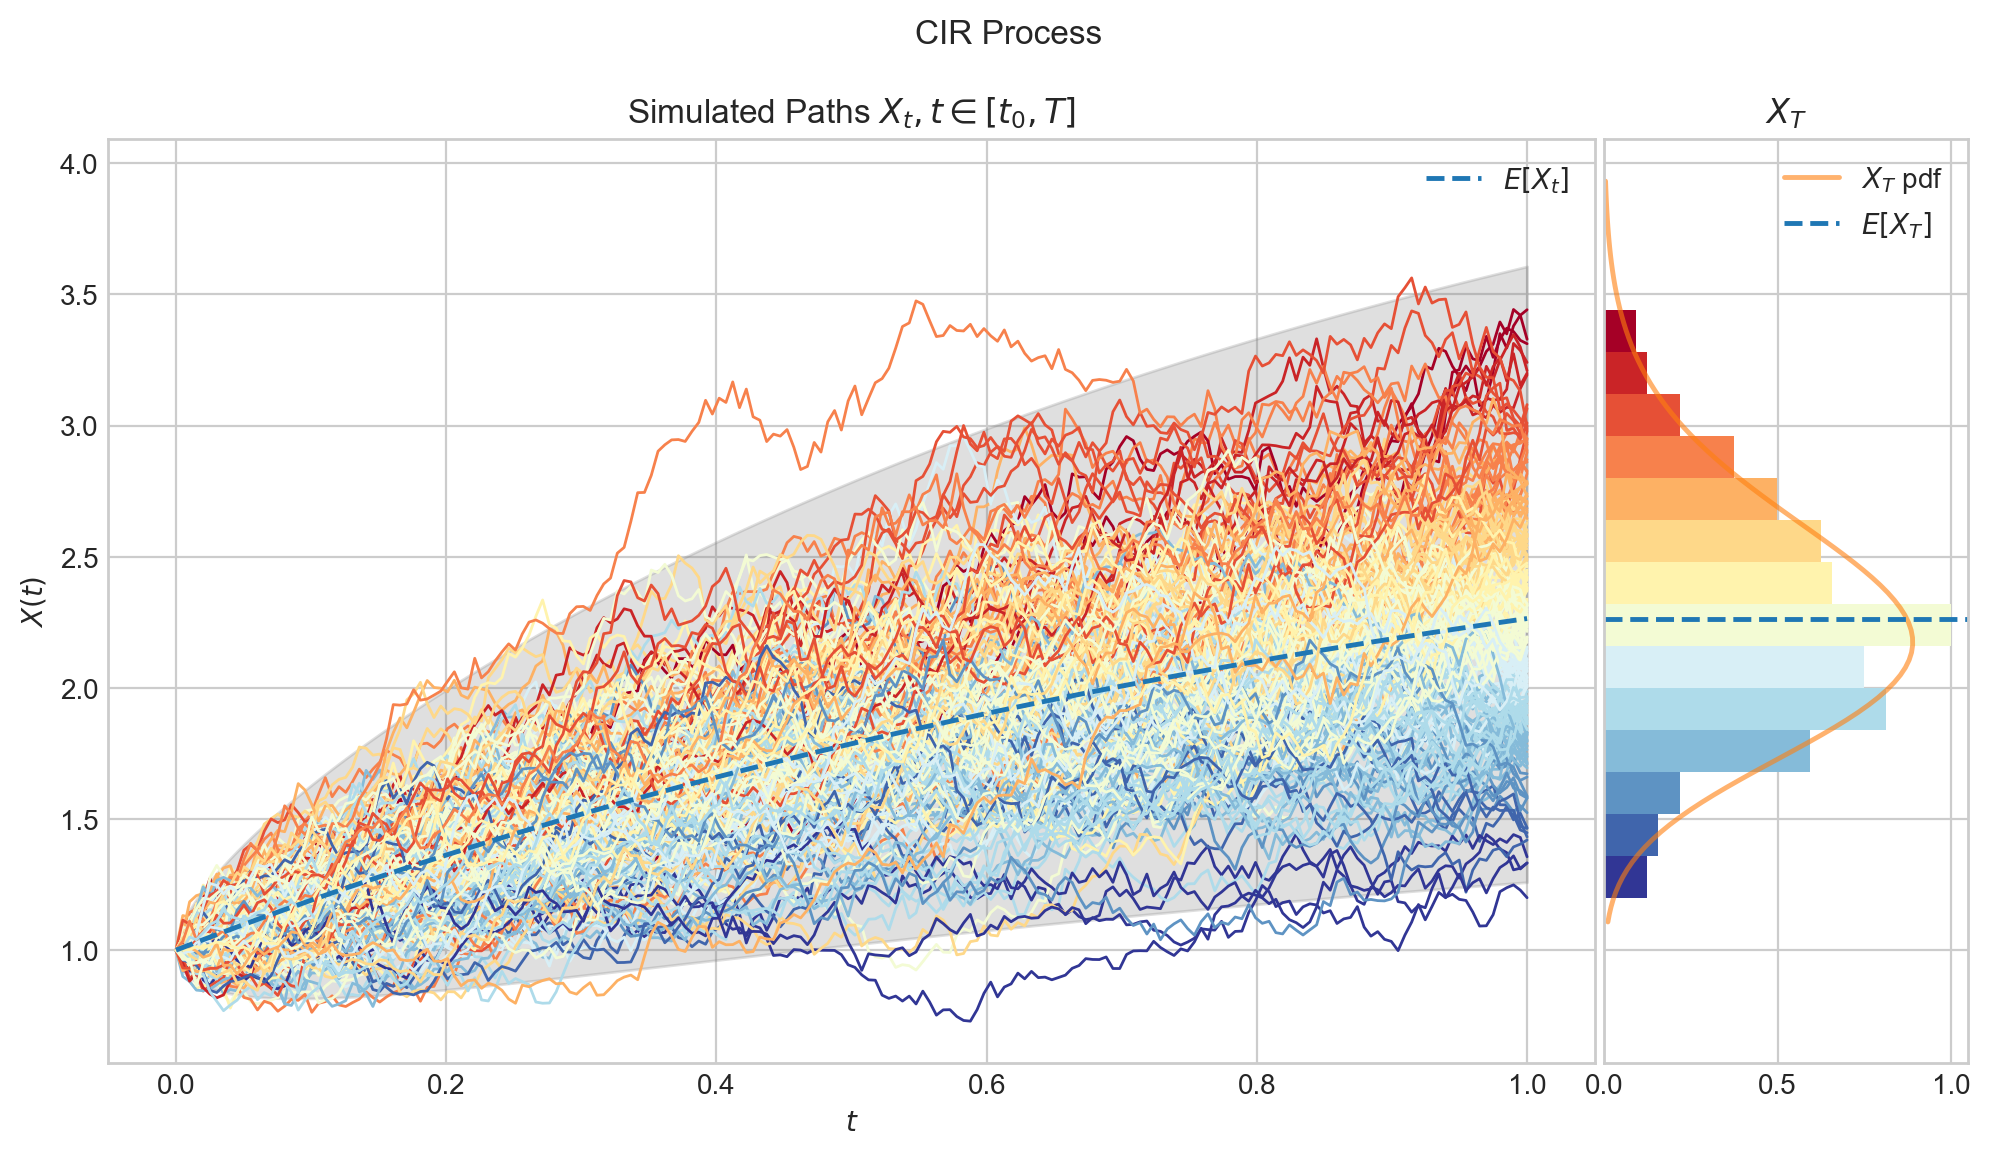 CIR Process
Simulated Paths $X_t, t \in [t_0, T]$
$X_T$
4.0
3.5
3.0
2.5
2.0
1.5
1.0
X(t)
E[X_t]
X_T pdf
E[X_T]
0.0 0.2 0.4 0.6 0.8 1.0
0.0 0.5 1.0
t